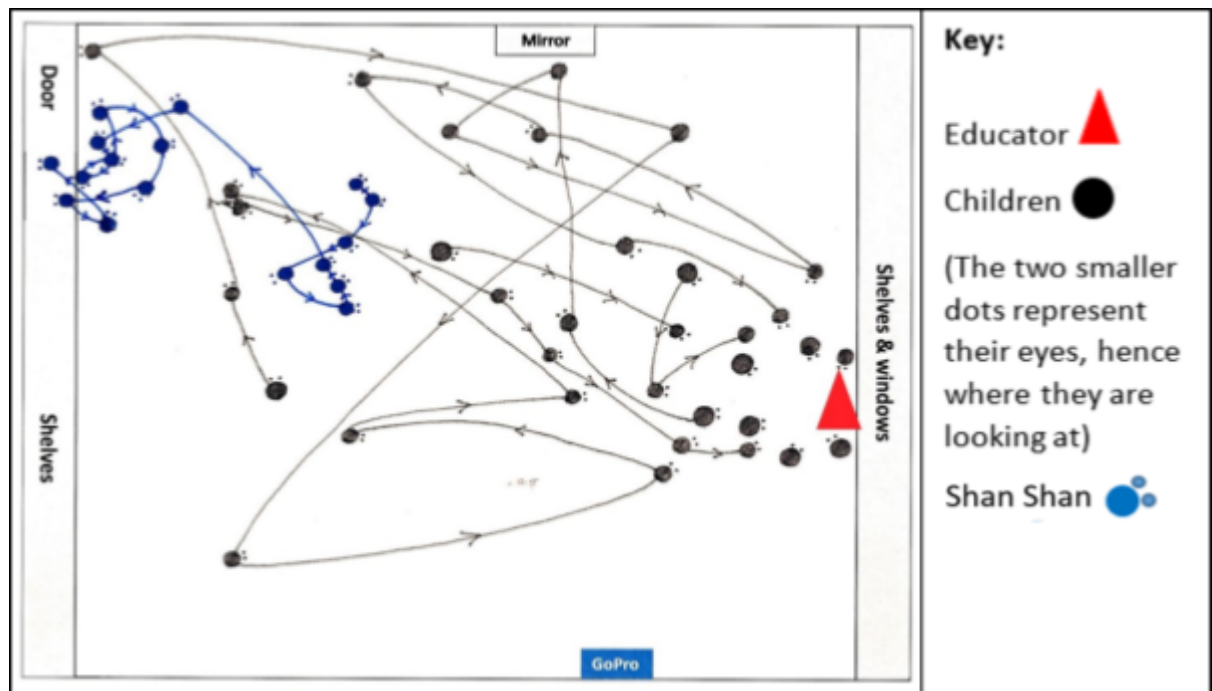 Mirror
Door
Shelves
Shelves & windows
GoPro
Key:
Educator
Children
(The two smaller
dots represent
their eyes, hence
where they are
looking at)
Shan Shan